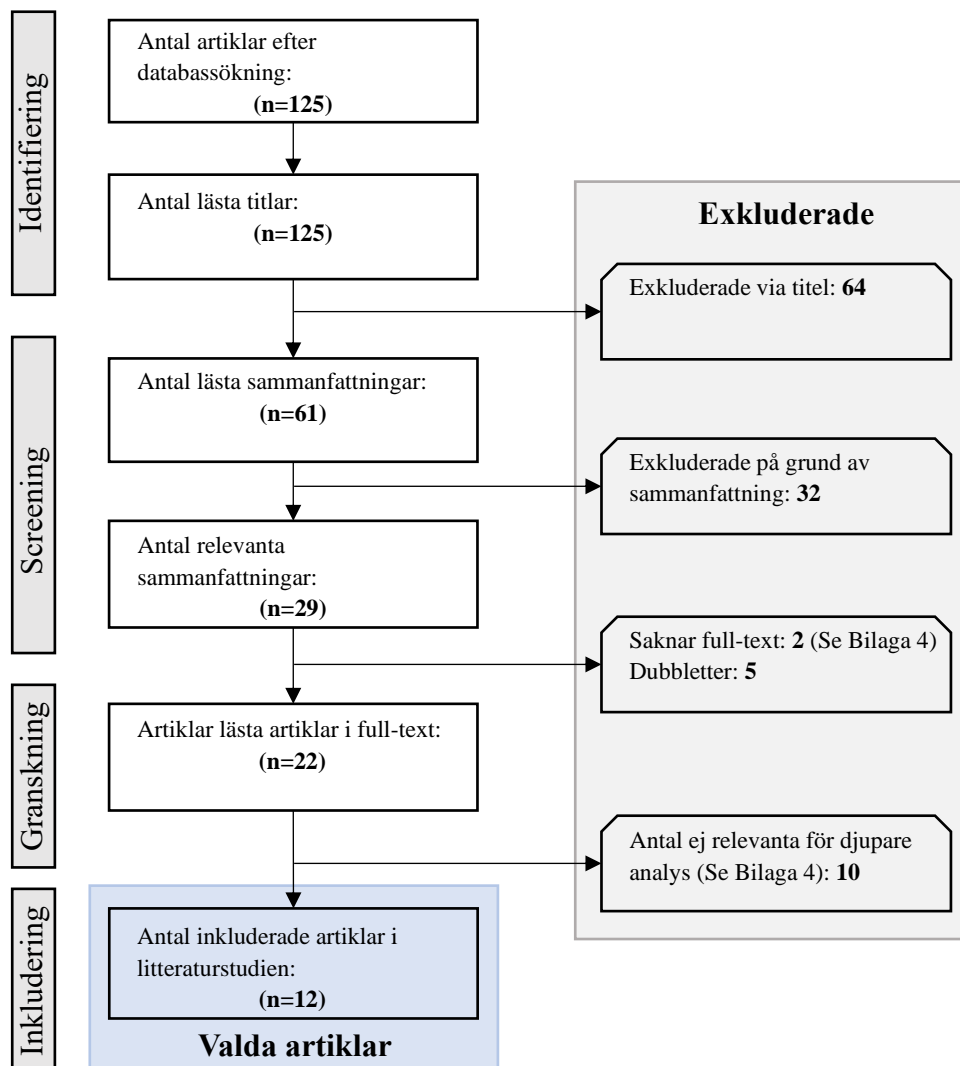 Identifiering
Antal artiklar efter
databassökning:
(n=125)
Antal lästa titlar:
(n=125)
Exkluderade
Exkluderade via titel: 64
Screening
Antal lästa sammanfattningar:
(n=61)
Exkluderade på grund av
sammanfattning: 32
Antal relevanta
sammanfattningar:
(n=29)
Saknar full-text: 2 (Se Bilaga 4)
Dubbletter: 5
Granskning
Artiklar lästa artiklar i full-text:
(n=22)
Antal ej relevanta för djupare
analys (Se Bilaga 4): 10
Inkludering
Antal inkluderade artiklar i
litteraturstudien:
(n=12)
Valda artiklar